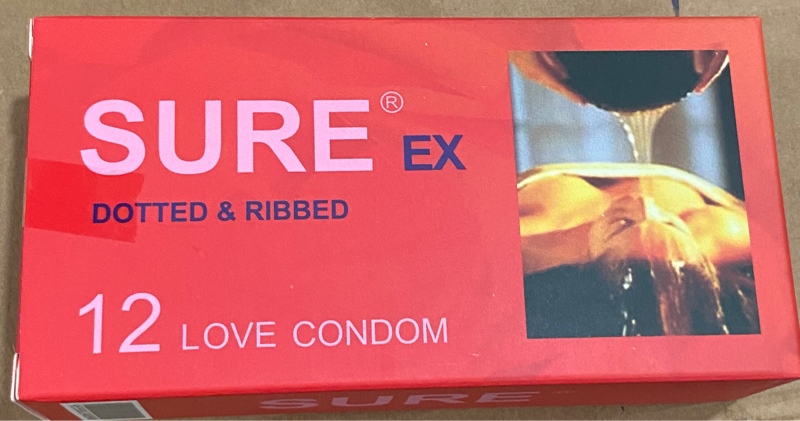 SURE® EX
DOTTED & RIBBED
12 LOVE CONDOM
SURE